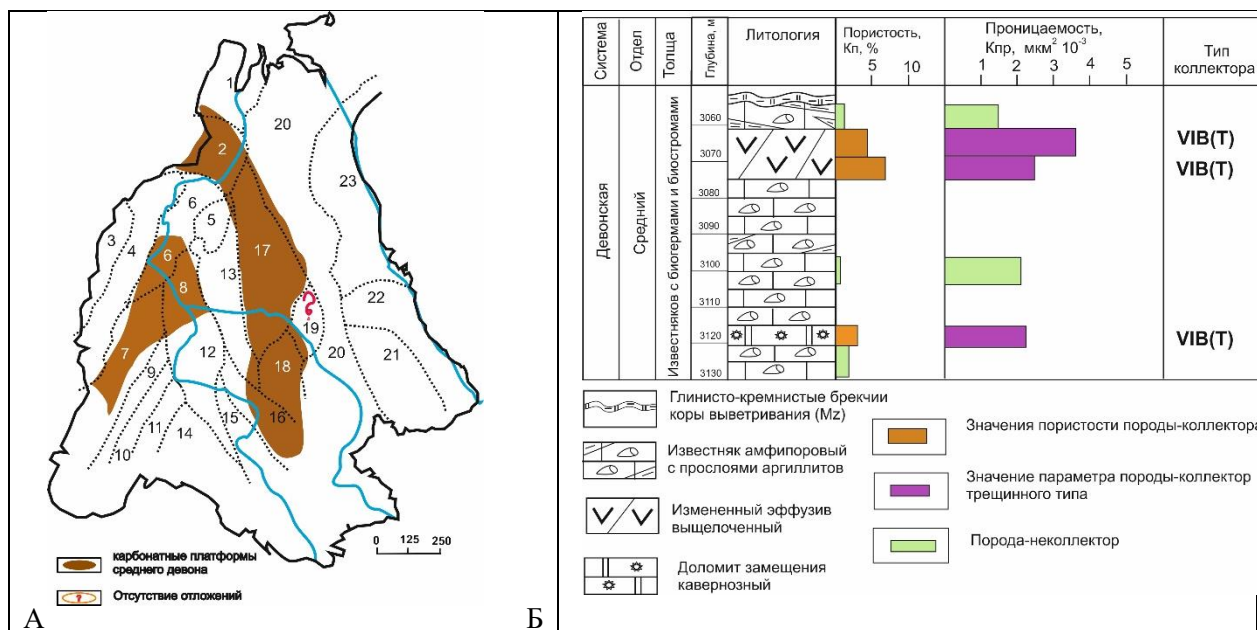 1
20
2
23
6
5
3
4
17
6
13
8
22
?
19
7
12
20
18
21
9
16
15
11
14
10
0 125 250
карбонатные платформы
среднего девона
?
Отсутствие отложений
А
Б
Система
Отдел
Толща
Глубина, м
Литология
Пористость,
Кп, %
5 10
Проницаемость,
Кпр, мкм² 10⁻³
1 2 3 4 5
Тип
коллектора
Девонская
Средний
Известняков с биогермами и биостромами
3060
3070
3080
3090
3100
3110
3120
3130
VIB(T)
VIB(T)
VIB(T)
Глинисто-кремнистые брекчии
коры выветривания (Mz)
Известняк амфипоровый
с прослоями аргиллитов
Измененный эффузив
выщелоченный
Доломит замещения
кавернозный
Значения пористости породы-коллектора
Значение параметра породы-коллектор
трещинного типа
Порода-неколлектор